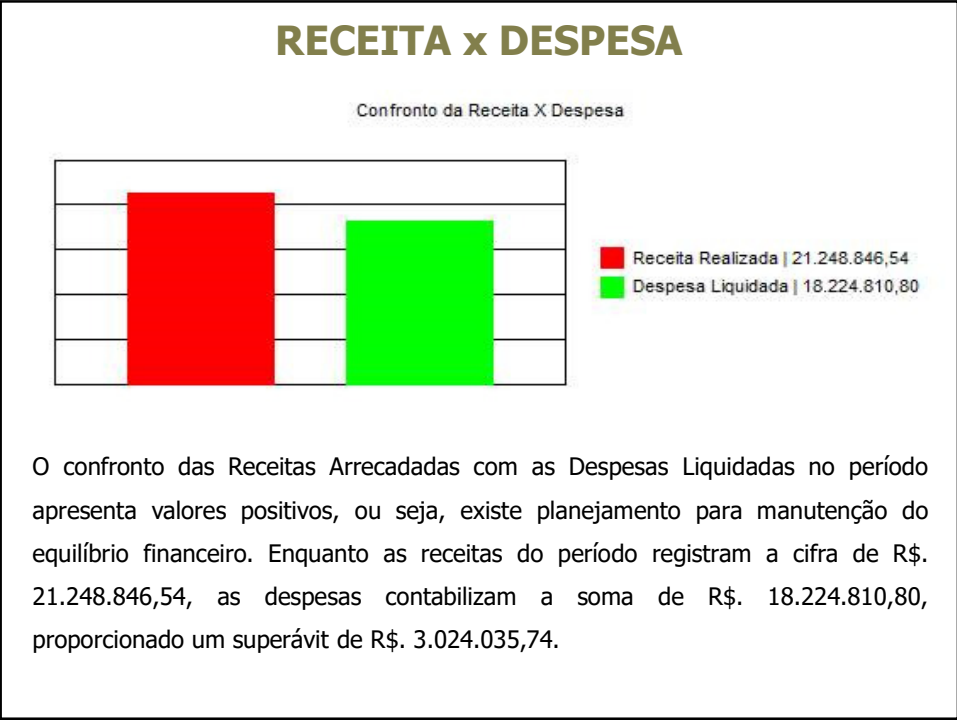 RECEITA x DESPESA
Confronto da Receita X Despesa
Receita Realizada | 21.248.846,54
Despesa Liquidada | 18.224.810,80
O confronto das Receitas Arrecadadas com as Despesas Liquidadas no período
apresenta valores positivos, ou seja, existe planejamento para manutenção do
equilíbrio financeiro. Enquanto as receitas do período registram a cifra de R$.
21.248.846,54, as despesas contabilizam a soma de R$. 18.224.810,80,
proporcionado um superávit de R$. 3.024.035,74.